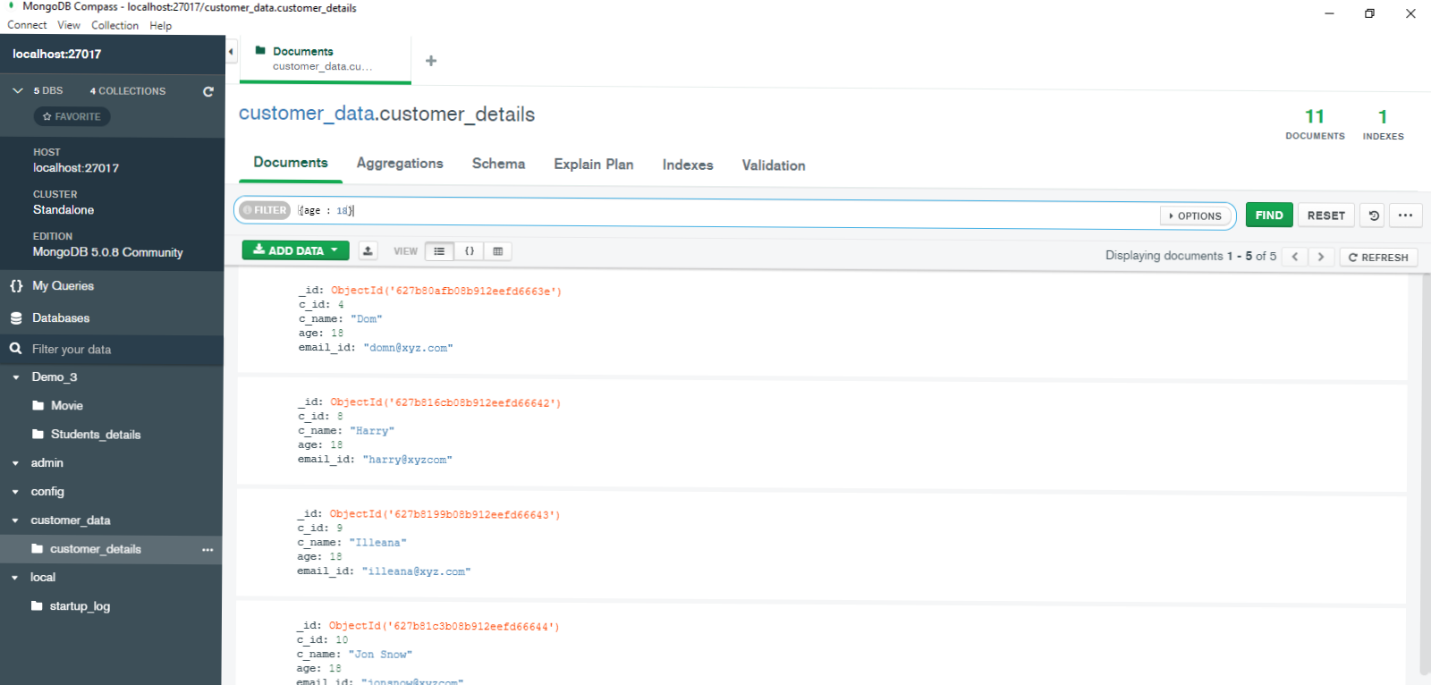 MongoDB Compass - localhost:27017/customer_data.customer_details
Connect View Collection Help
localhost:27017
5 DBS 4 COLLECTIONS
FAVORITE
HOST
localhost:27017
CLUSTER
Standalone
EDITION
MongoDB 5.0.8 Community
{} My Queries
Databases
Filter your data
Demo_3
Movie
Students_details
admin
config
customer_data
customer_details ...
local
startup_log
Documents
customer_data.cu...
+
customer_data.customer_details
11
DOCUMENTS
1
INDEXES
Documents Aggregations Schema Explain Plan Indexes Validation
FILTER {age : 18} OPTIONS FIND RESET ...
ADD DATA VIEW {} Displaying documents 1 - 5 of 5 < > REFRESH
_id: ObjectId('627b80afb08b912eefd6663e')
c_id: 4
c_name: "Dom"
age: 18
email_id: "domn@xyz.com"
_id: ObjectId('627b816cb08b912eefd66642')
c_id: 8
c_name: "Harry"
age: 18
email_id: "harry@xyzcom"
_id: ObjectId('627b8199b08b912eefd66643')
c_id: 9
c_name: "Illeana"
age: 18
email_id: "illeana@xyz.com"
_id: ObjectId('627b81c3b08b912eefd66644')
c_id: 10
c_name: "Jon Snow"
age: 18
email_id: "jonsnow@xyzcom"